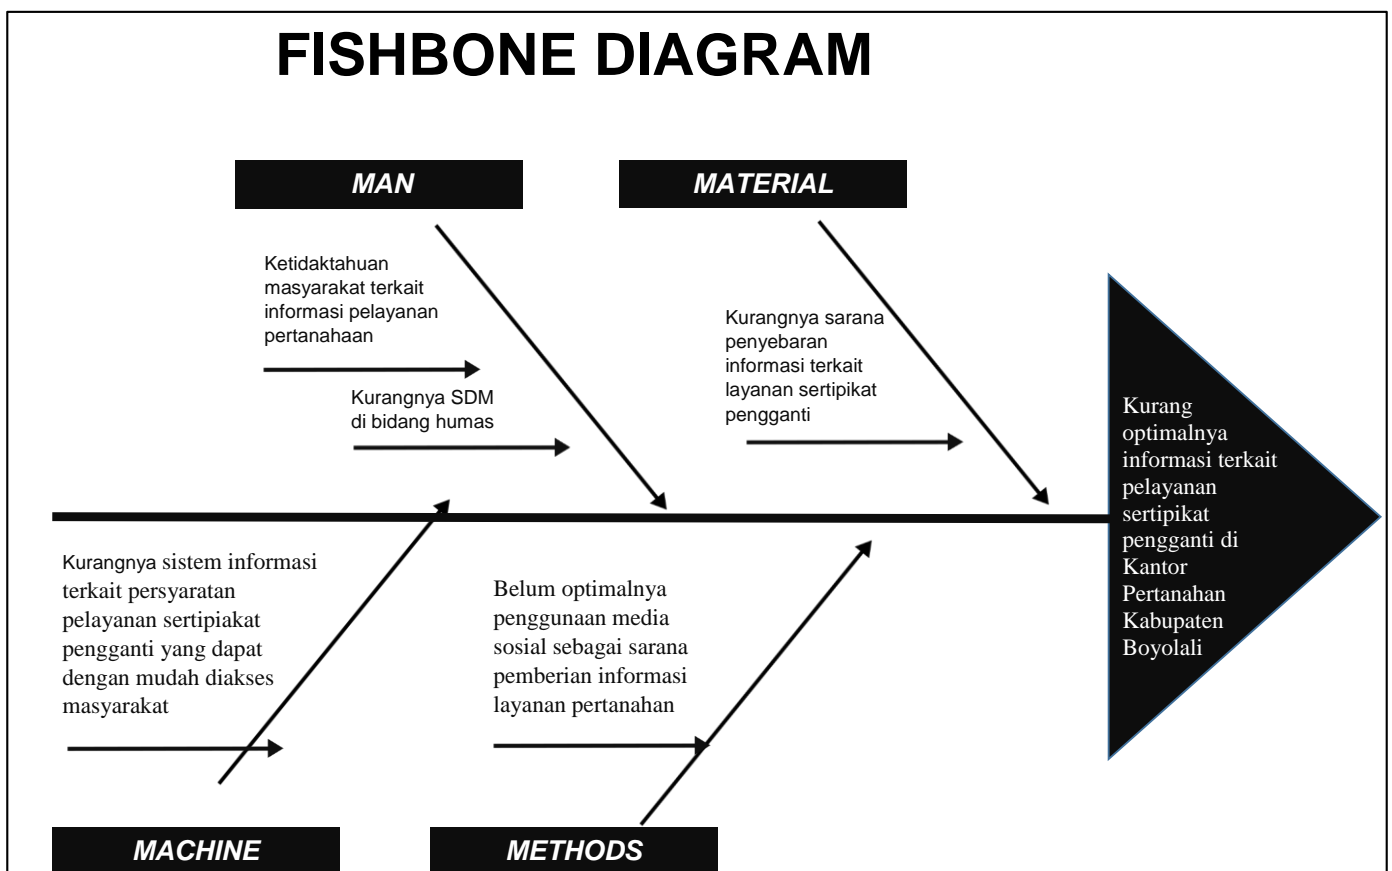 FISHBONE DIAGRAM
MAN
MATERIAL
Ketidaktahuan
masyarakat terkait
informasi pelayanan
pertanahaan
Kurangnya SDM
di bidang humas
Kurangnya sarana
penyebaran
informasi terkait
layanan sertipikat
pengganti
Kurang
optimalnya
informasi terkait
pelayanan
sertipikat
pengganti di
Kantor
Pertanahan
Kabupaten
Boyolali
Kurangnya sistem informasi
terkait persyaratan
pelayanan sertipiakat
pengganti yang dapat
dengan mudah diakses
masyarakat
Belum optimalnya
penggunaan media
sosial sebagai sarana
pemberian informasi
layanan pertanahan
MACHINE
METHODS